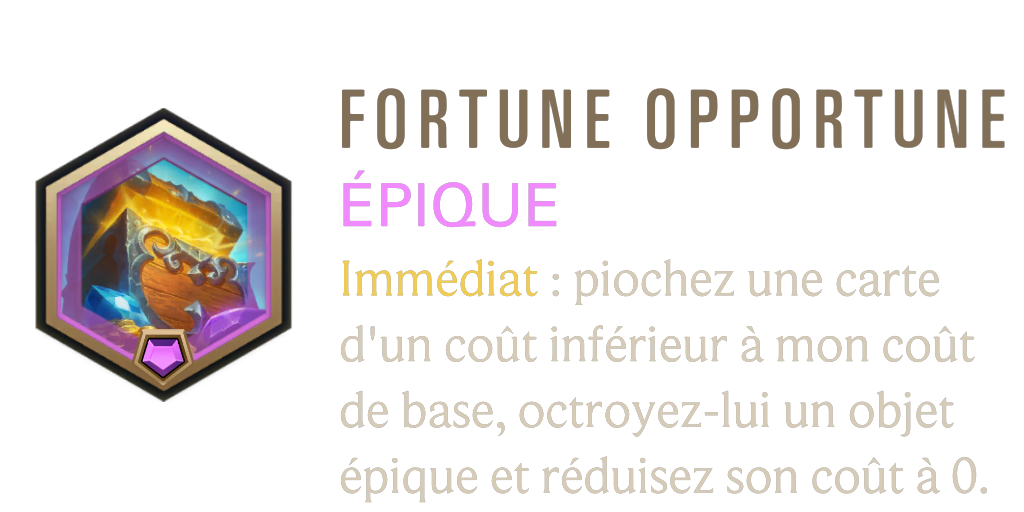 FORTUNE OPPORTUNE
ÉPIQUE
Immédiat : piochez une carte
d'un coût inférieur à mon coût
de base, octroyez-lui un objet
épique et réduisez son coût à 0.